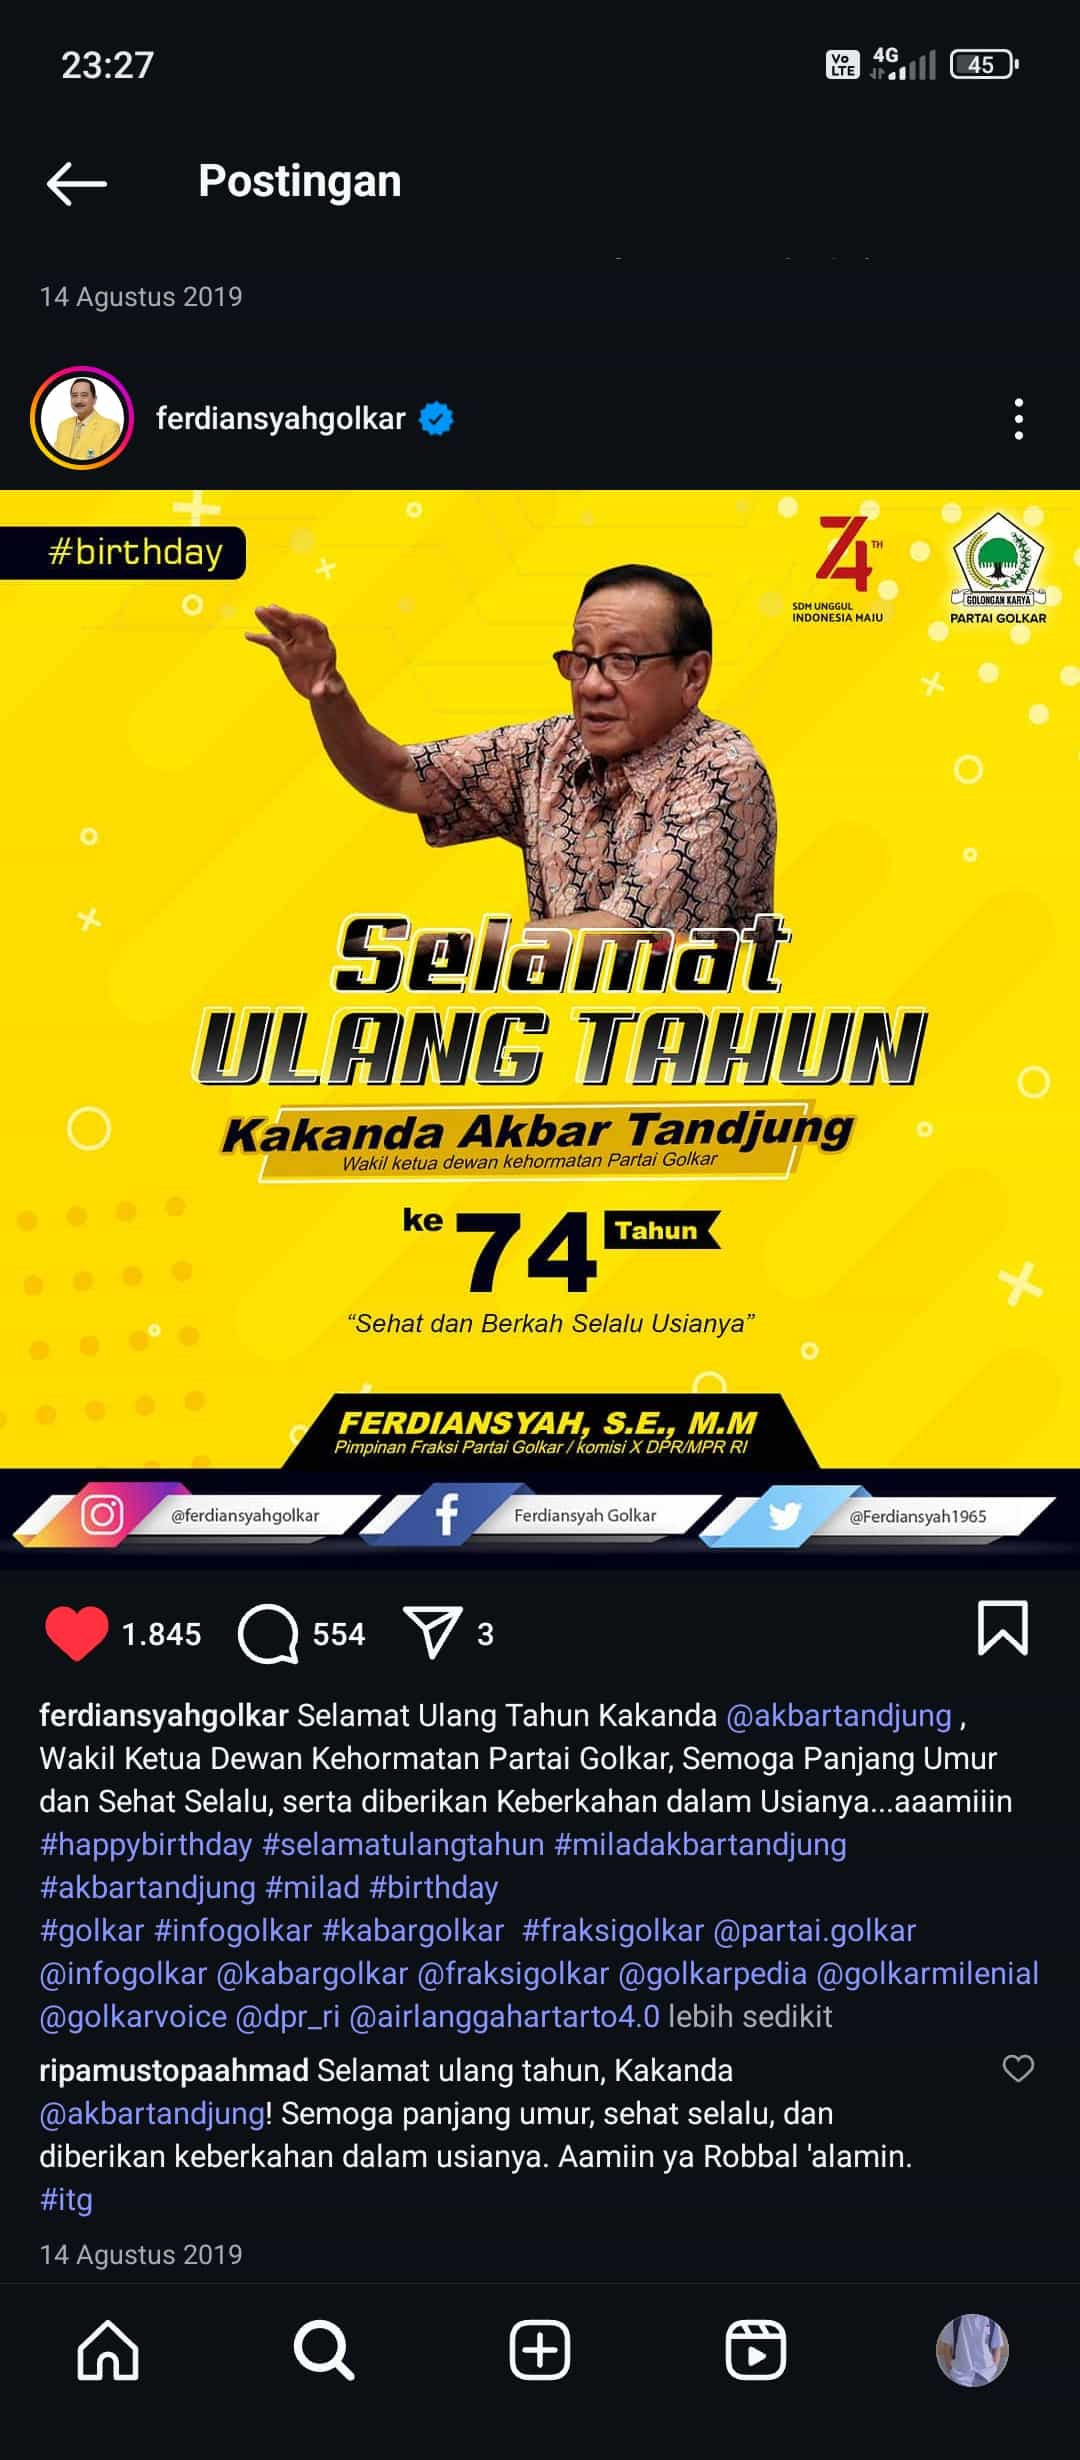 23:27
Vo LTE 4G 45
Postingan
14 Agustus 2019
ferdiansyahgolkar
#birthday
74 TH
SDM UNGGUL
INDONESIA MAJU
GOLONGAN KARYA
PARTAI GOLKAR
Selamat
ULANG TAHUN
Kakanda Akbar Tandjung
Wakil ketua dewan kehormatan Partai Golkar
ke 74 Tahun
“Sehat dan Berkah Selalu Usianya”
FERDIANSYAH, S.E., M.M
Pimpinan Fraksi Partai Golkar / komisi X DPR/MPR RI
@ferdiansyahgolkar Ferdiansyah Golkar @Ferdiansyah1965
1.845 554 3
ferdiansyahgolkar Selamat Ulang Tahun Kakanda @akbartandjung ,
Wakil Ketua Dewan Kehormatan Partai Golkar, Semoga Panjang Umur
dan Sehat Selalu, serta diberikan Keberkahan dalam Usianya...aaamiiin
#happybirthday #selamatulangtahun #miladakbartandjung
#akbartandjung #milad #birthday
#golkar #infogolkar #kabargolkar #fraksigolkar @partai.golkar
@infogolkar @kabargolkar @fraksigolkar @golkarpedia @golkarmilenial
@golkarvoice @dpr_ri @airlanggahartarto4.0 lebih sedikit
ripamustopaahmad Selamat ulang tahun, Kakanda
@akbartandjung! Semoga panjang umur, sehat selalu, dan
diberikan keberkahan dalam usianya. Aamiin ya Robbal 'alamin.
#itg
14 Agustus 2019